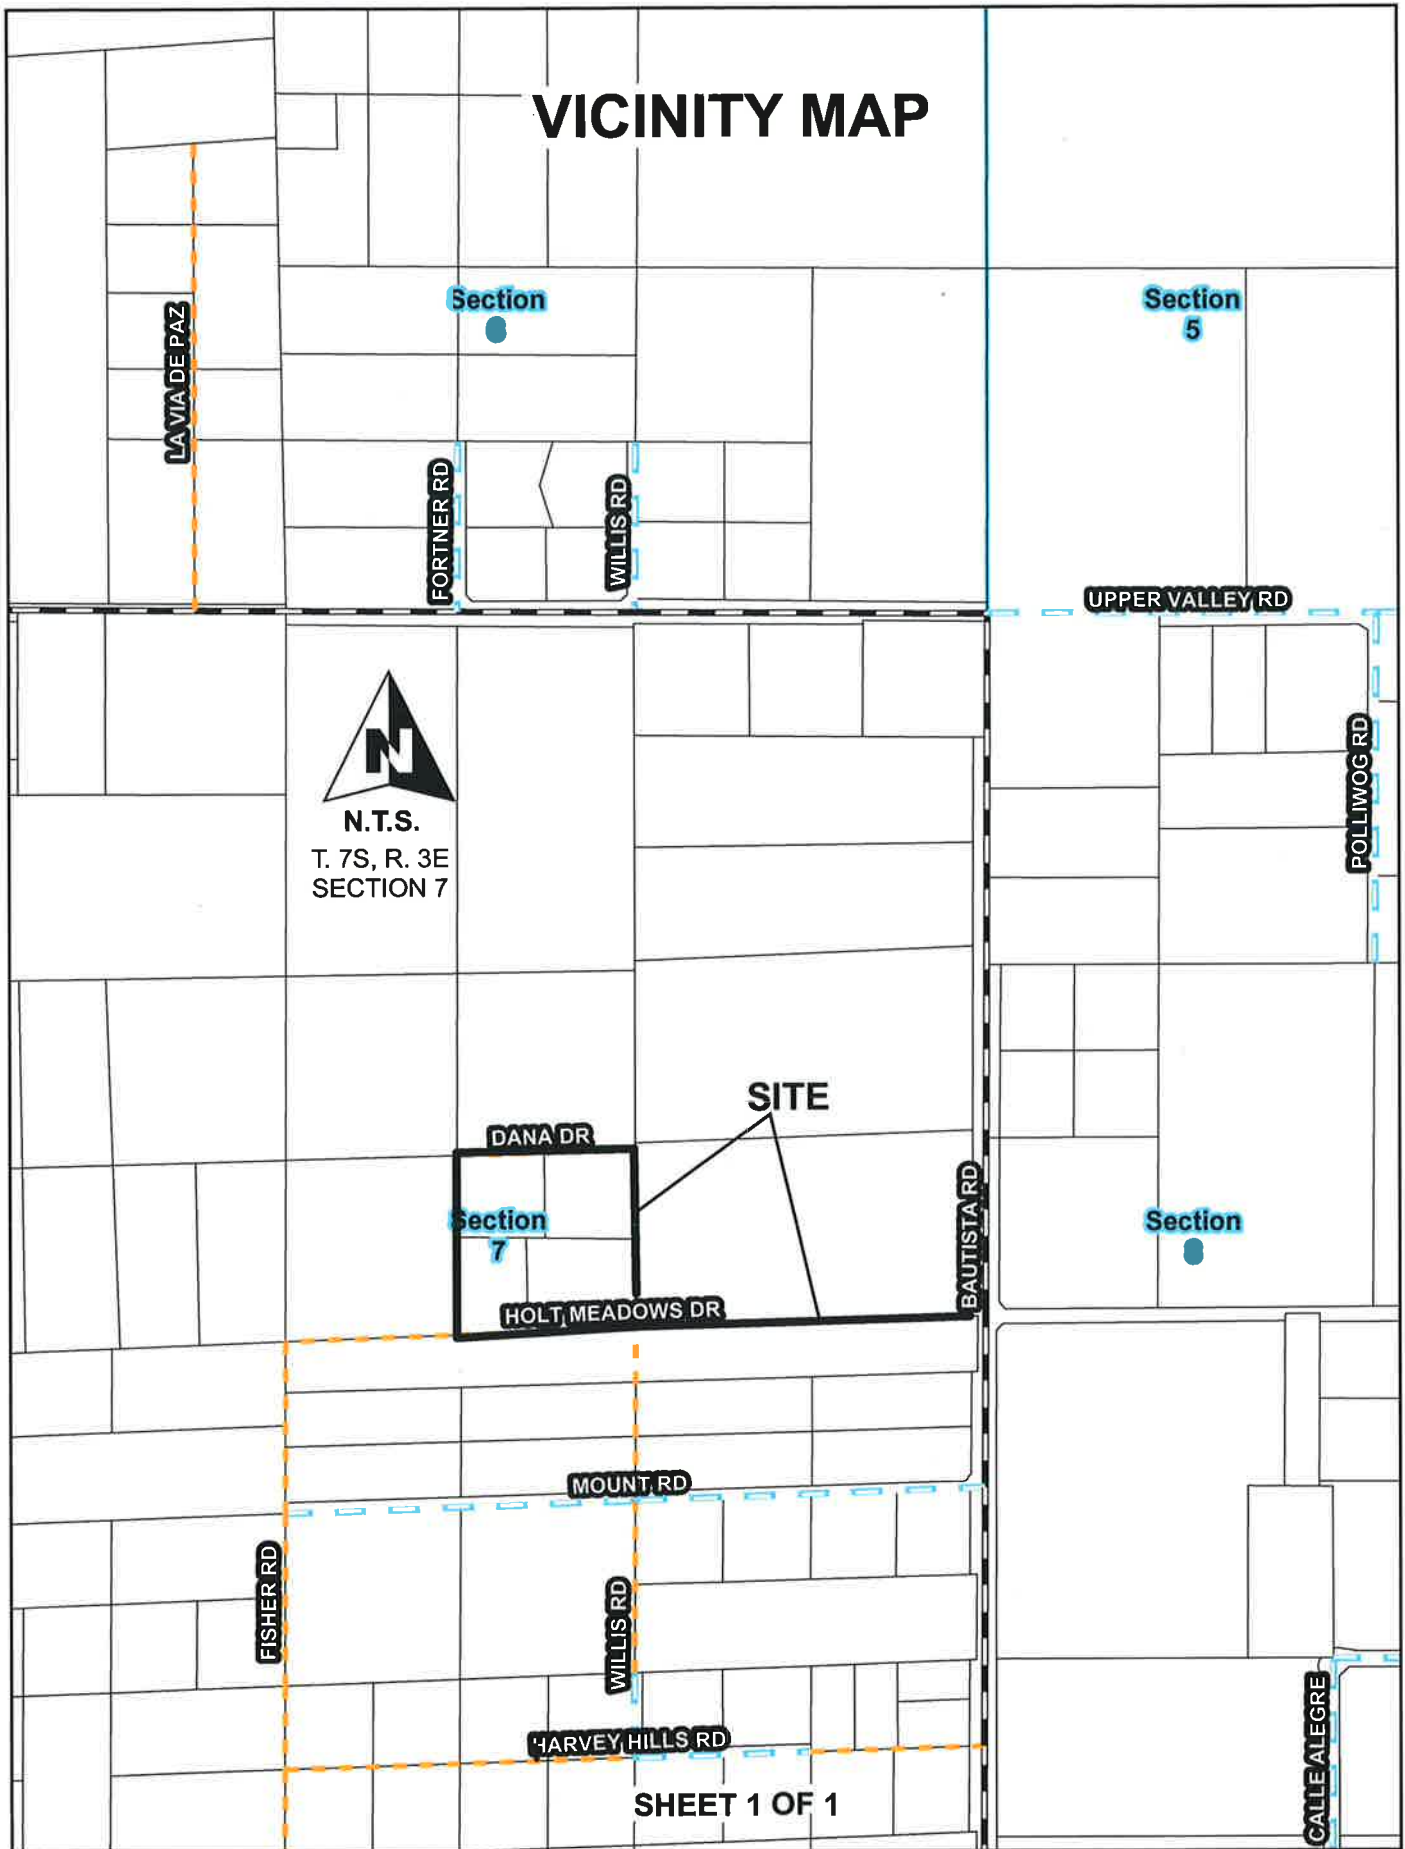 VICINITY MAP
Section
Section
5
LA VIA DE PAZ
FORTNER RD
WILLIS RD
UPPER VALLEY RD
N
N.T.S.
T. 7S, R. 3E
SECTION 7
POLLIWOG RD
SITE
DANA DR
Section
7
BAUTISTA RD
Section
HOLT MEADOWS DR
MOUNT RD
FISHER RD
WILLIS RD
HARVEY HILLS RD
CALLE ALEGRE
SHEET 1 OF 1